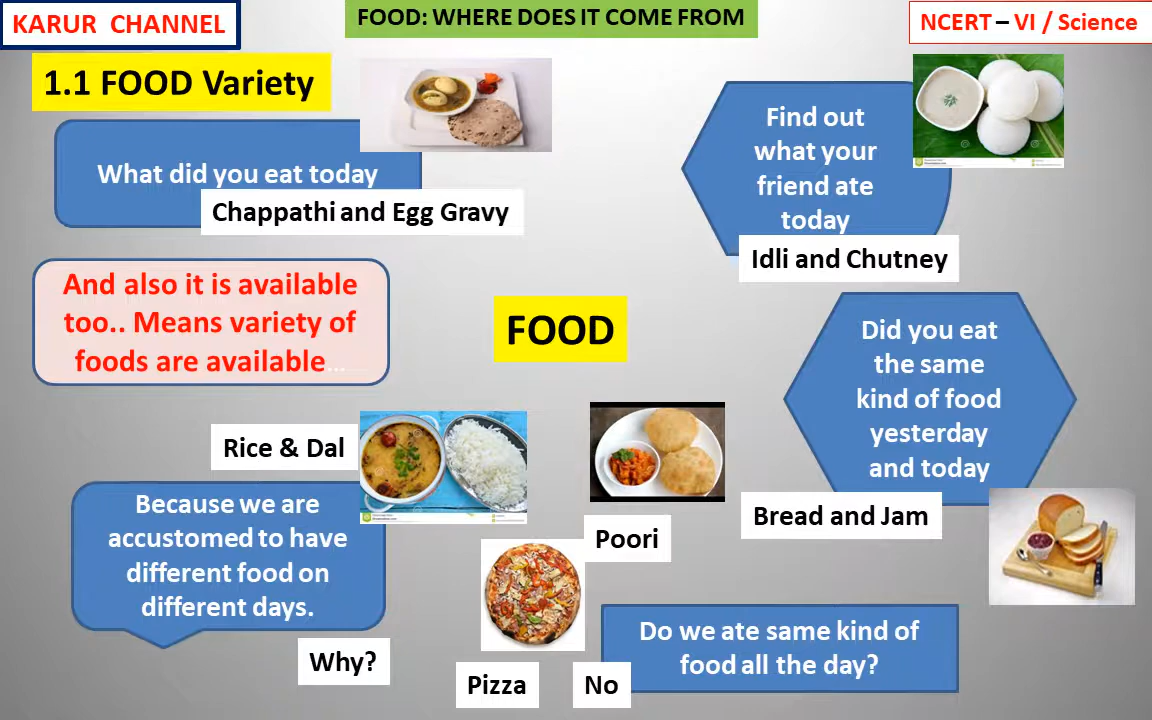 KARUR CHANNEL
FOOD: WHERE DOES IT COME FROM
NCERT – VI / Science
1.1 FOOD Variety
What did you eat today
Chappathi and Egg Gravy
Find out
what your
friend ate
today
Idli and Chutney
And also it is available
too.. Means variety of
foods are available...
FOOD
Did you eat
the same
kind of food
yesterday
and today
Bread and Jam
Rice & Dal
Poori
Because we are
accustomed to have
different food on
different days.
Why?
Pizza
No
Do we ate same kind of
food all the day?